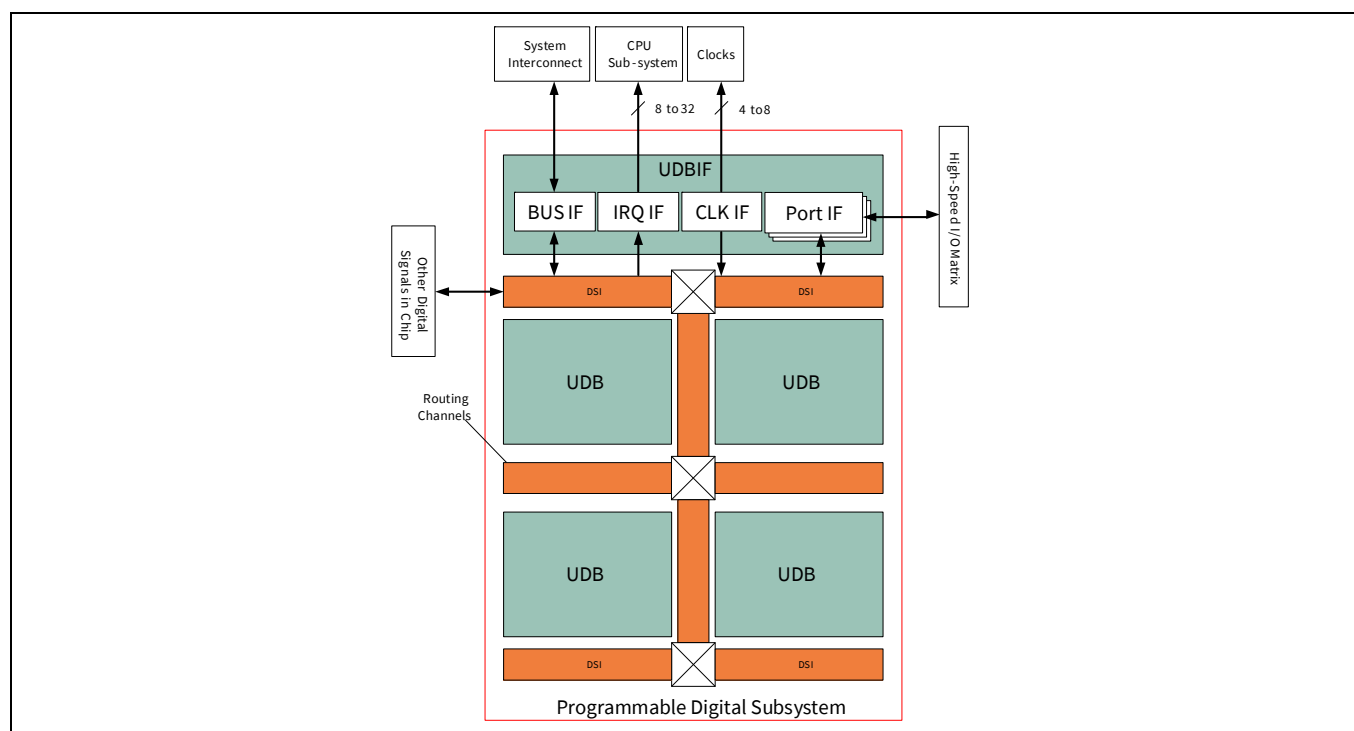 System
Interconnect
CPU
Sub-system
Clocks
8 to 32
4 to 8
UDBIF
BUS IF
IRQ IF
CLK IF
Port IF
High-Speed I/O Matrix
Other Digital
Signals in Chip
DSI
DSI
UDB
UDB
Routing
Channels
UDB
UDB
DSI
DSI
Programmable Digital Subsystem